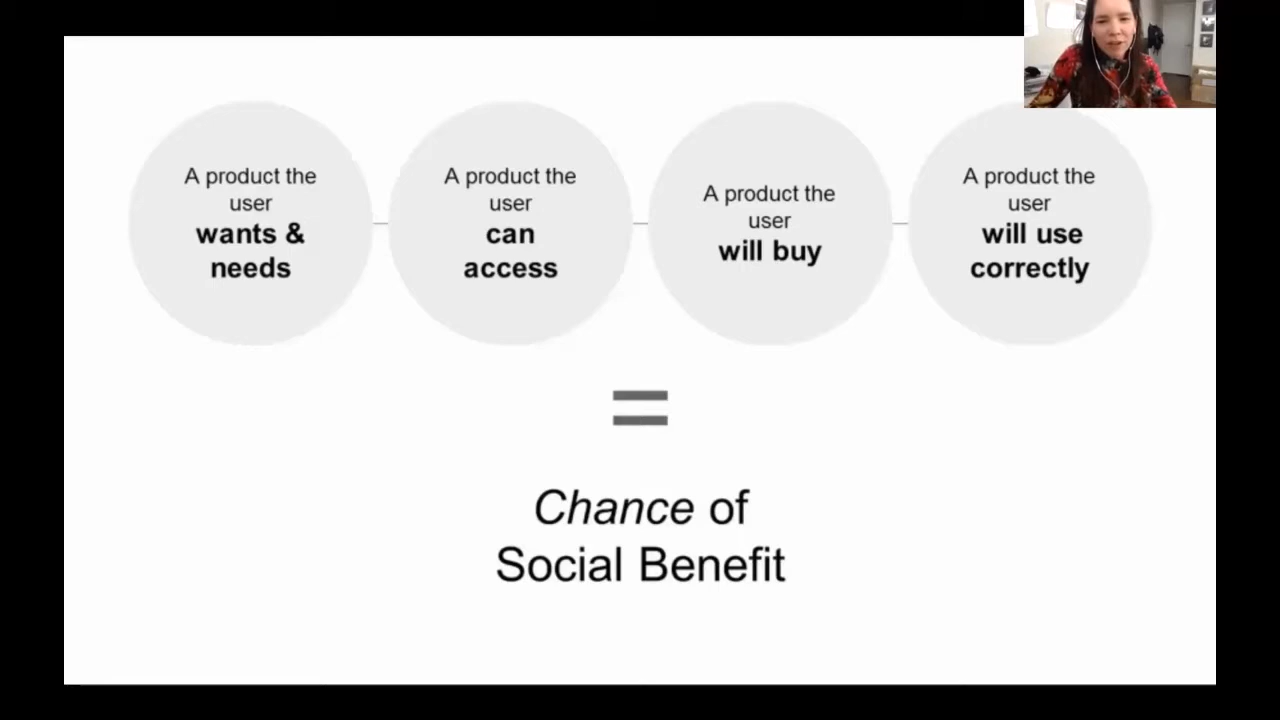 A product the
user
wants &
needs
A product the
user
can
access
A product the
user
will buy
A product the
user
will use
correctly
=
Chance of
Social Benefit